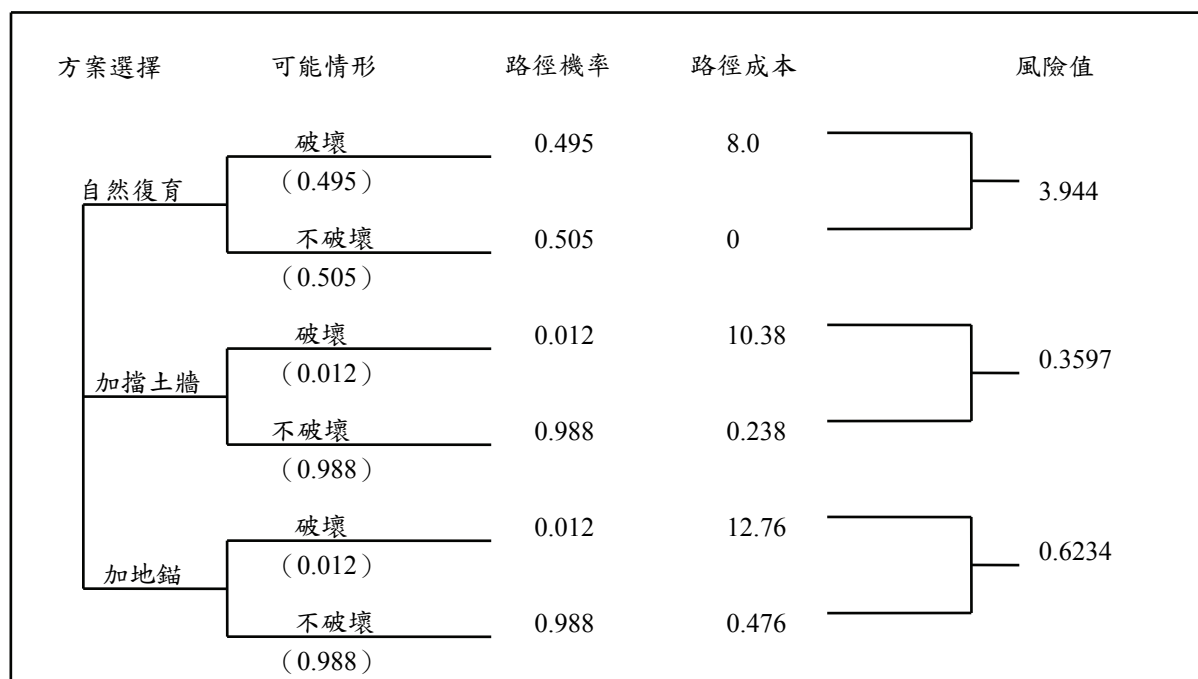 方案選擇 可能情形 路徑機率 路徑成本 風險值
破壞 0.495 8.0
(0.495)
自然復育 3.944
不破壞 0.505 0
(0.505)
破壞 0.012 10.38
(0.012) 0.3597
加擋土牆
不破壞 0.988 0.238
(0.988)
破壞 0.012 12.76
(0.012) 0.6234
加地錨
不破壞 0.988 0.476
(0.988)